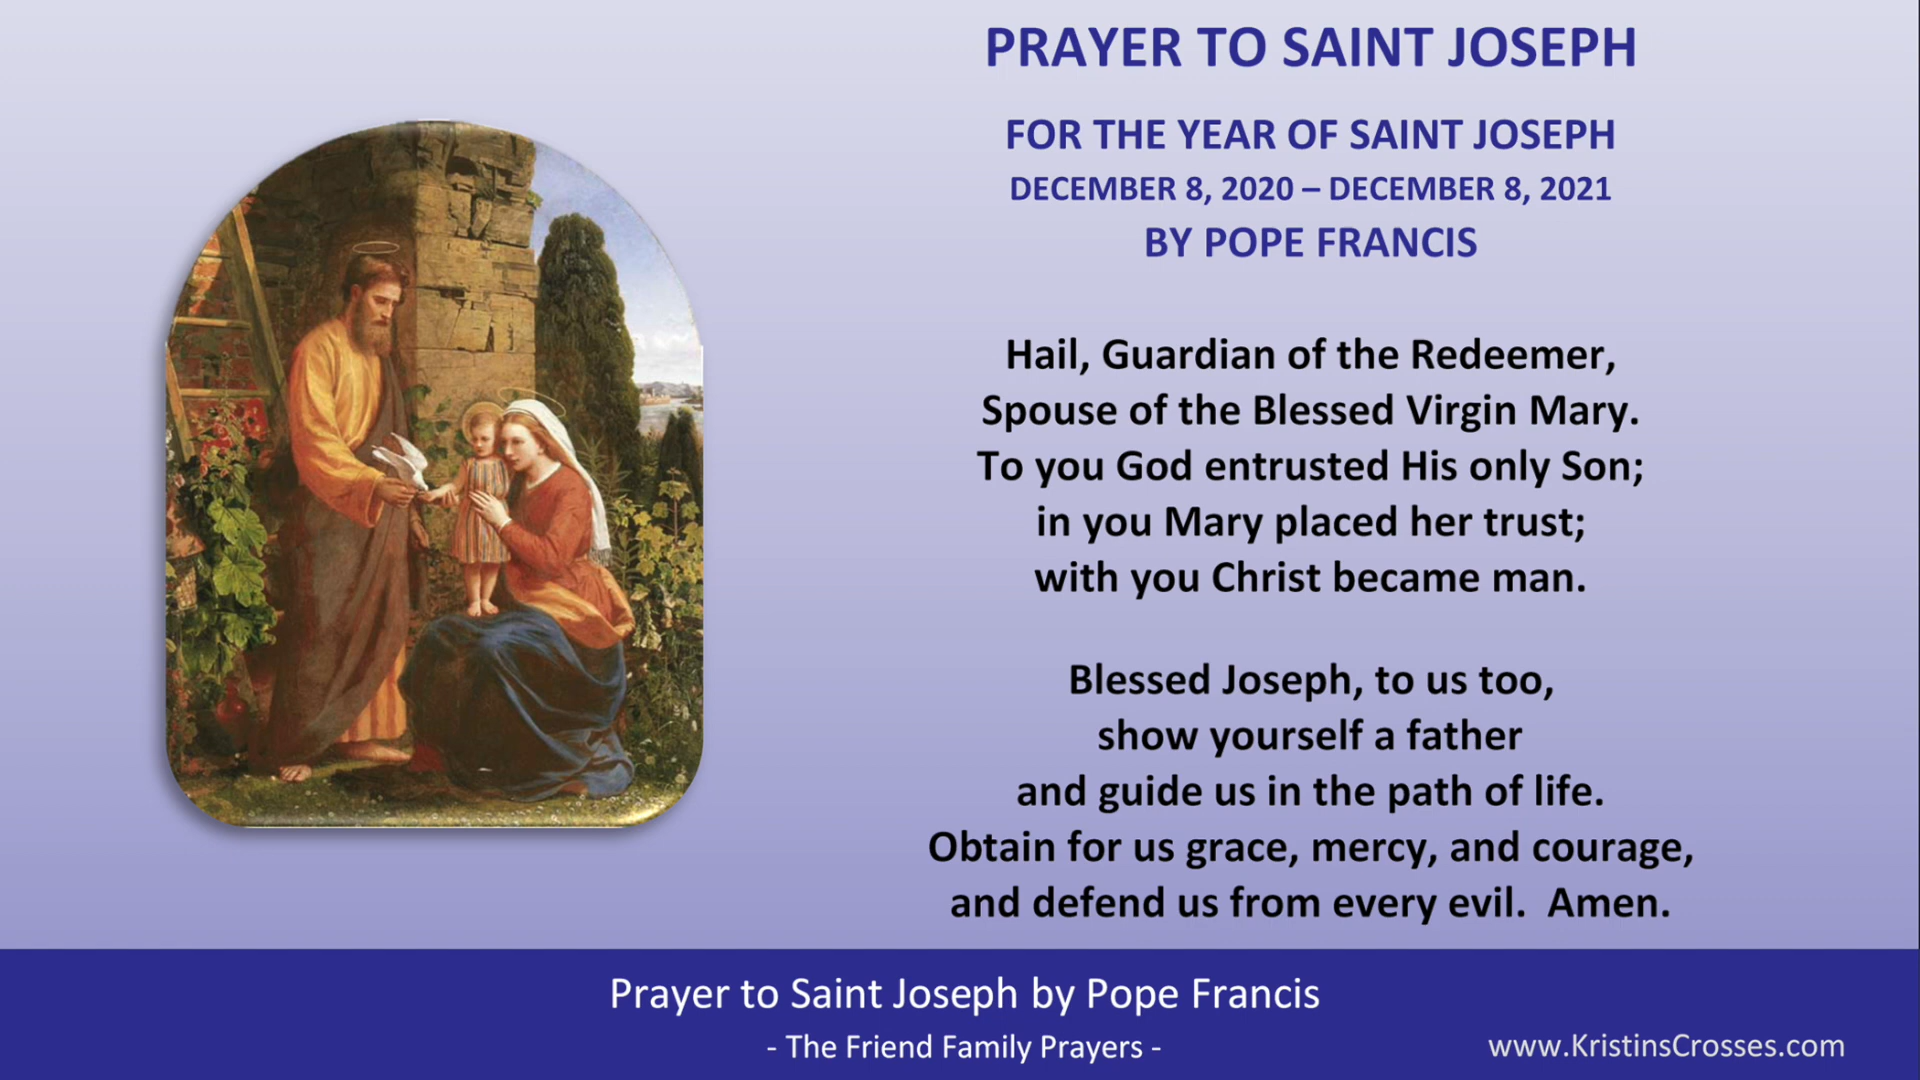 PRAYER TO SAINT JOSEPH
FOR THE YEAR OF SAINT JOSEPH
DECEMBER 8, 2020 – DECEMBER 8, 2021
BY POPE FRANCIS
Hail, Guardian of the Redeemer,
Spouse of the Blessed Virgin Mary.
To you God entrusted His only Son;
in you Mary placed her trust;
with you Christ became man.
Blessed Joseph, to us too,
show yourself a father
and guide us in the path of life.
Obtain for us grace, mercy, and courage,
and defend us from every evil.  Amen.
Prayer to Saint Joseph by Pope Francis
- The Friend Family Prayers -
www.KristinsCrosses.com